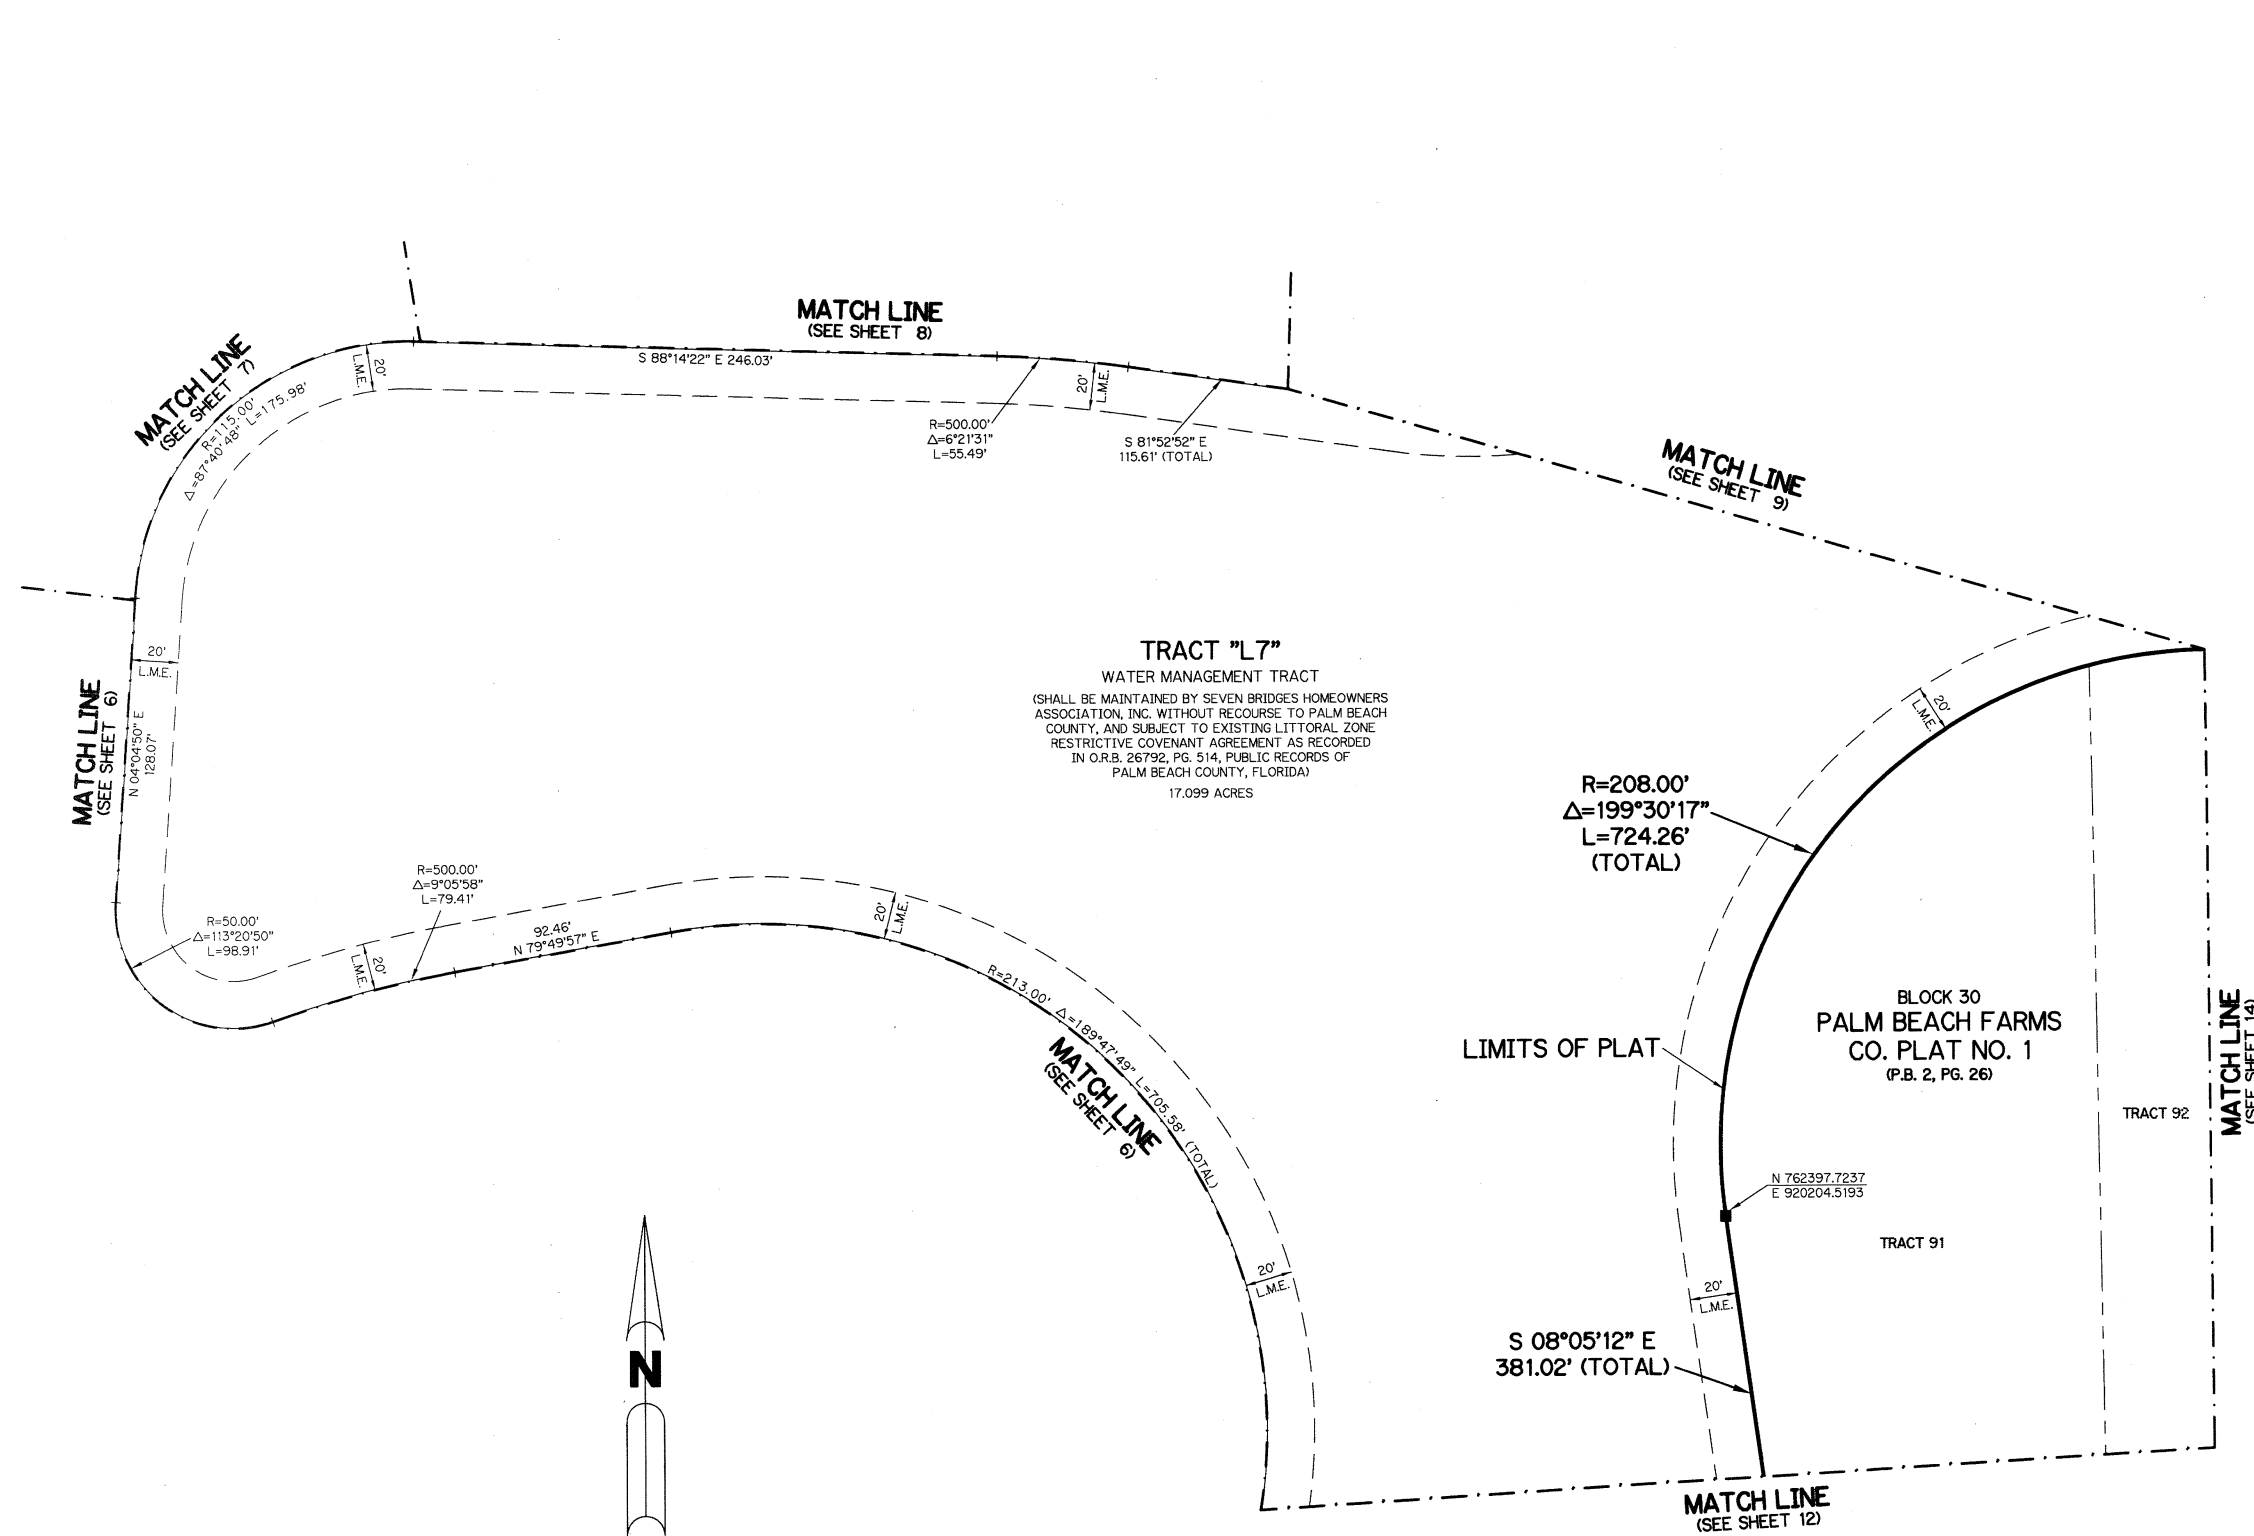 MATCH LINE
(SEE SHEET 8)
S 88°14'22" E 246.03'
MATCH LINE
(SEE SHEET 7)
R=115.00'
Δ=87°40'48" L=175.98'
20'
L.M.E.
R=500.00'
Δ=6°21'31"
L=55.49'
20'
L.M.E.
S 81°52'52" E
115.61' (TOTAL)
MATCH LINE
(SEE SHEET 9)
20'
L.M.E.
MATCH LINE
(SEE SHEET 6)
N 04°04'50" E
128.07'
TRACT "L7"
WATER MANAGEMENT TRACT
(SHALL BE MAINTAINED BY SEVEN BRIDGES HOMEOWNERS
ASSOCIATION, INC. WITHOUT RECOURSE TO PALM BEACH
COUNTY, AND SUBJECT TO EXISTING LITTORAL ZONE
RESTRICTIVE COVENANT AGREEMENT AS RECORDED
IN O.R.B. 26792, PG. 514, PUBLIC RECORDS OF
PALM BEACH COUNTY, FLORIDA)
17.099 ACRES
20'
L.M.E.
R=208.00'
Δ=199°30'17"
L=724.26'
(TOTAL)
R=500.00'
Δ=9°05'58"
L=79.41'
R=50.00'
Δ=113°20'50"
L=98.91'
20'
L.M.E.
92.46'
N 79°49'57" E
20'
L.M.E.
R=213.00' Δ=189°47'49" L=705.58' (TOTAL)
MATCH LINE
(SEE SHEET 6)
LIMITS OF PLAT
BLOCK 30
PALM BEACH FARMS
CO. PLAT NO. 1
(P.B. 2, PG. 26)
TRACT 92
MATCH LINE
(SEE SHEET 14)
N 762397.7237
E 920204.5193
TRACT 91
20'
L.M.E.
20'
L.M.E.
S 08°05'12" E
381.02' (TOTAL)
N
MATCH LINE
(SEE SHEET 12)